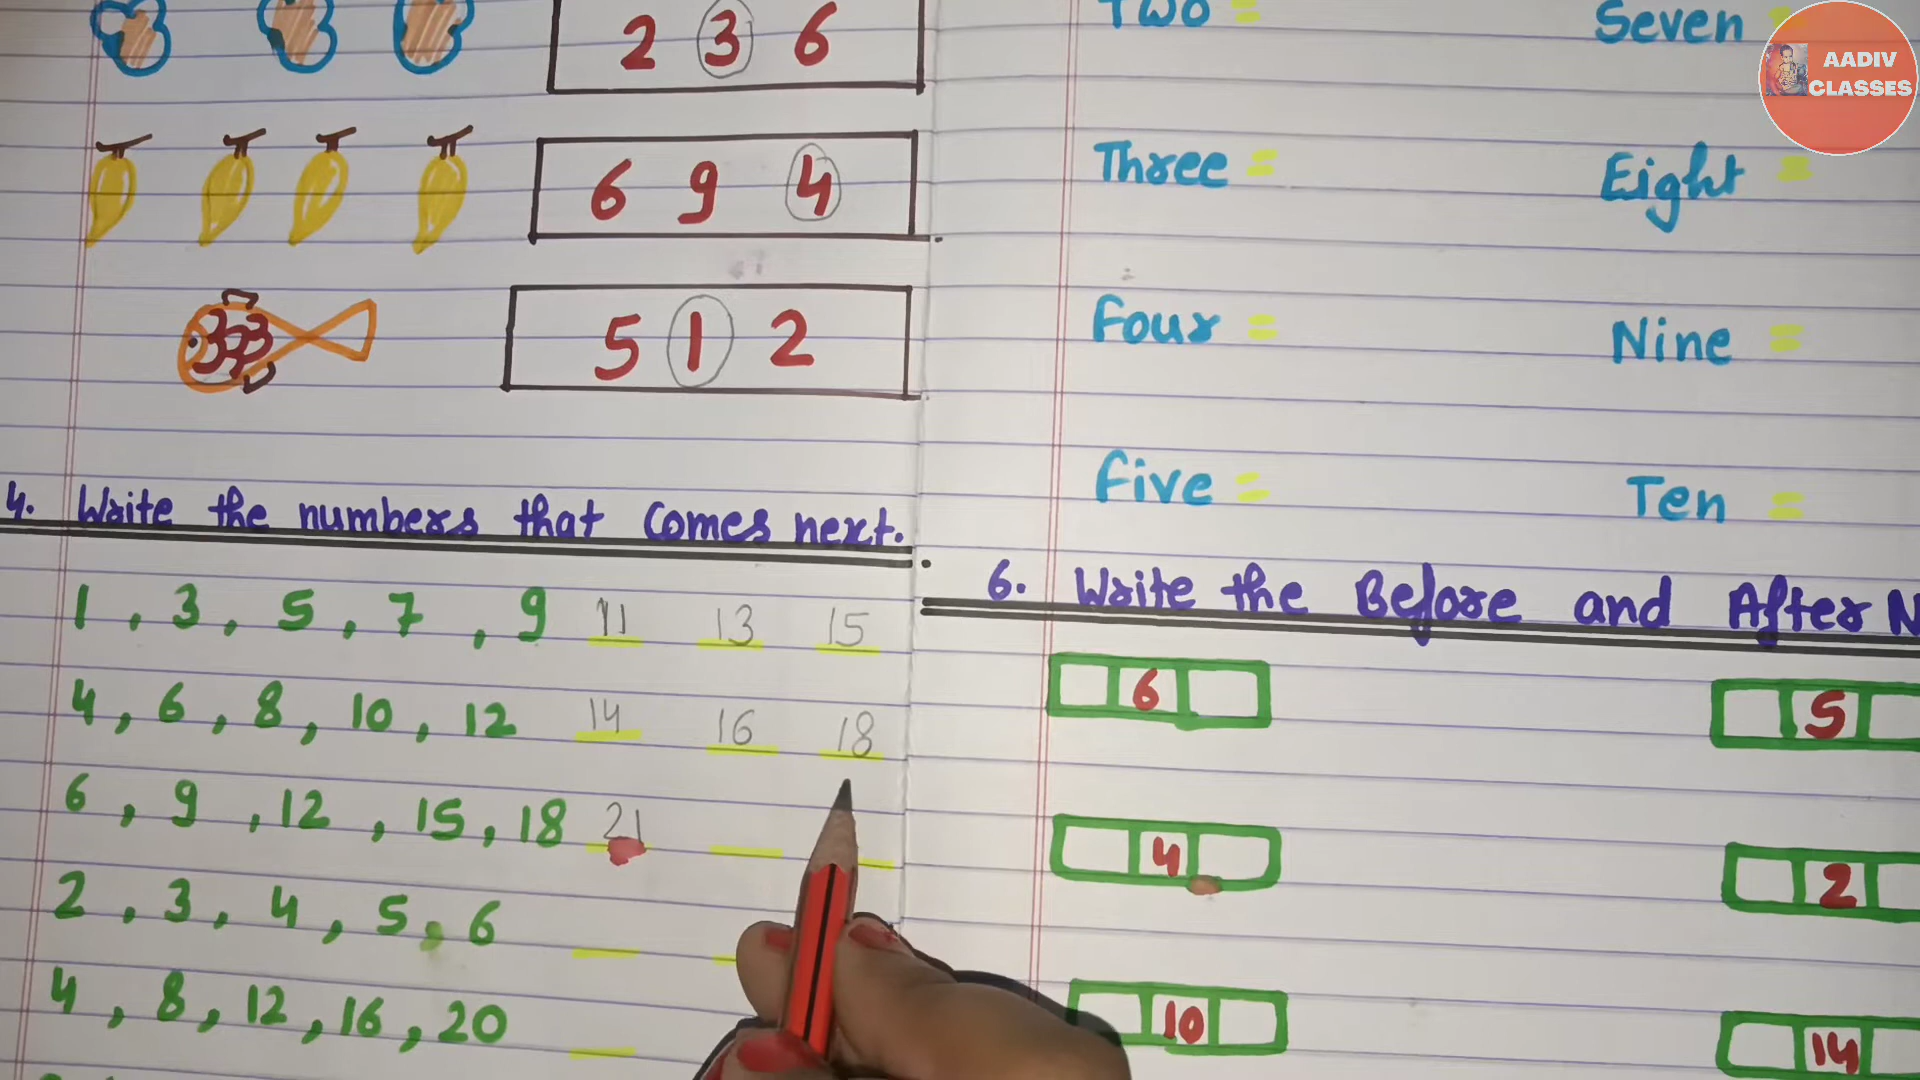 2 3 6
6 9 4
5 1 2
4. Write the numbers that comes next.
1 , 3 , 5 , 7 , 9 11 13 15
4 , 6 , 8 , 10 , 12 14 16 18
6 , 9 , 12 , 15 , 18 21
2 , 3 , 4 , 5 , 6
4 , 8 , 12 , 16 , 20
Two = Seven =
Three = Eight =
Four = Nine =
Five = Ten =
6. Write the Before and After N
6 5
4 2
10 14
AADIV
CLASSES